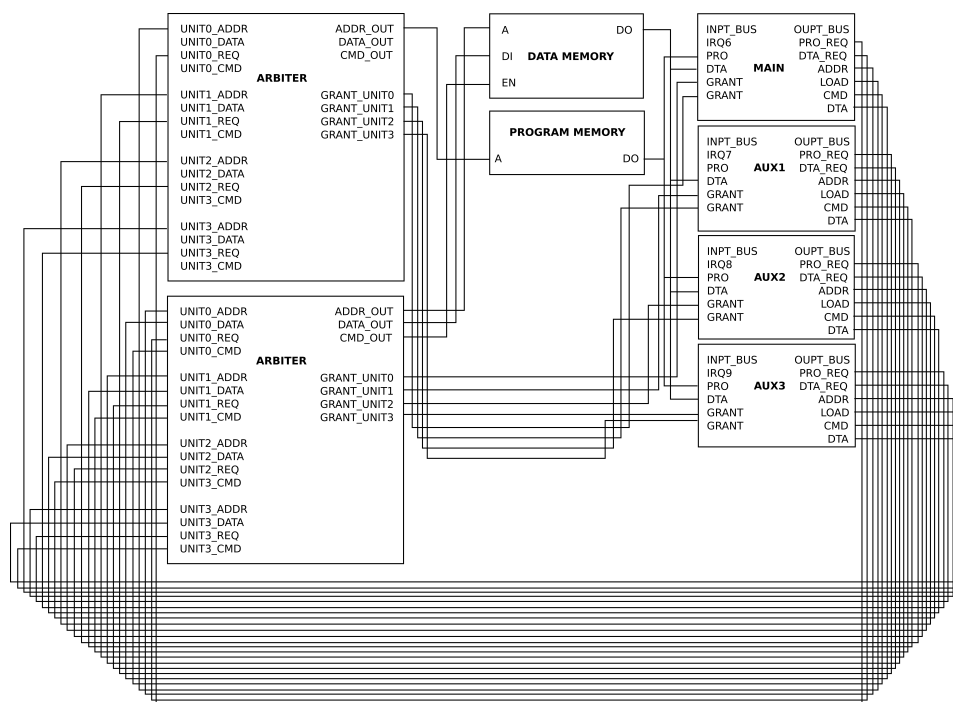 UNIT0_ADDR
UNIT0_DATA
UNIT0_REQ
UNIT0_CMD
ADDR_OUT
DATA_OUT
CMD_OUT
ARBITER
UNIT1_ADDR
UNIT1_DATA
UNIT1_REQ
UNIT1_CMD
GRANT_UNIT0
GRANT_UNIT1
GRANT_UNIT2
GRANT_UNIT3
UNIT2_ADDR
UNIT2_DATA
UNIT2_REQ
UNIT3_CMD
UNIT3_ADDR
UNIT3_DATA
UNIT3_REQ
UNIT3_CMD
A
DI
EN
DATA MEMORY
DO
PROGRAM MEMORY
A
DO
INPT_BUS
IRQ6
PRO
DTA
GRANT
GRANT
MAIN
OUPT_BUS
PRO_REQ
DTA_REQ
ADDR
LOAD
CMD
DTA
INPT_BUS
IRQ7
PRO
DTA
GRANT
GRANT
AUX1
OUPT_BUS
PRO_REQ
DTA_REQ
ADDR
LOAD
CMD
DTA
INPT_BUS
IRQ8
PRO
DTA
GRANT
GRANT
AUX2
OUPT_BUS
PRO_REQ
DTA_REQ
ADDR
LOAD
CMD
DTA
INPT_BUS
IRQ9
PRO
DTA
GRANT
GRANT
AUX3
OUPT_BUS
PRO_REQ
DTA_REQ
ADDR
LOAD
CMD
DTA
UNIT0_ADDR
UNIT0_DATA
UNIT0_REQ
UNIT0_CMD
ADDR_OUT
DATA_OUT
CMD_OUT
ARBITER
UNIT1_ADDR
UNIT1_DATA
UNIT1_REQ
UNIT1_CMD
GRANT_UNIT0
GRANT_UNIT1
GRANT_UNIT2
GRANT_UNIT3
UNIT2_ADDR
UNIT2_DATA
UNIT2_REQ
UNIT3_CMD
UNIT3_ADDR
UNIT3_DATA
UNIT3_REQ
UNIT3_CMD